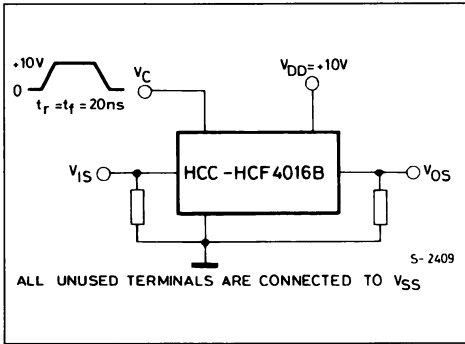 +10V
0
tr = tf = 20ns
VC
VDD = +10V
VIS
HCC - HCF4016B
VOS
S- 2409
ALL UNUSED TERMINALS ARE CONNECTED TO VSS